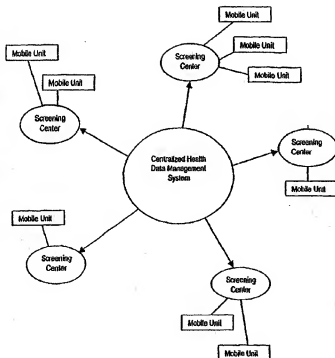 Mobile Unit
Mobile Unit
Mobile Unit
Mobile Unit
Mobile Unit
Screening
Center
Screening
Center
Screening
Center
Centralized Health
Data Management
System
Mobile Unit
Mobile Unit
Screening
Center
Screening
Center
Mobile Unit
Mobile Unit